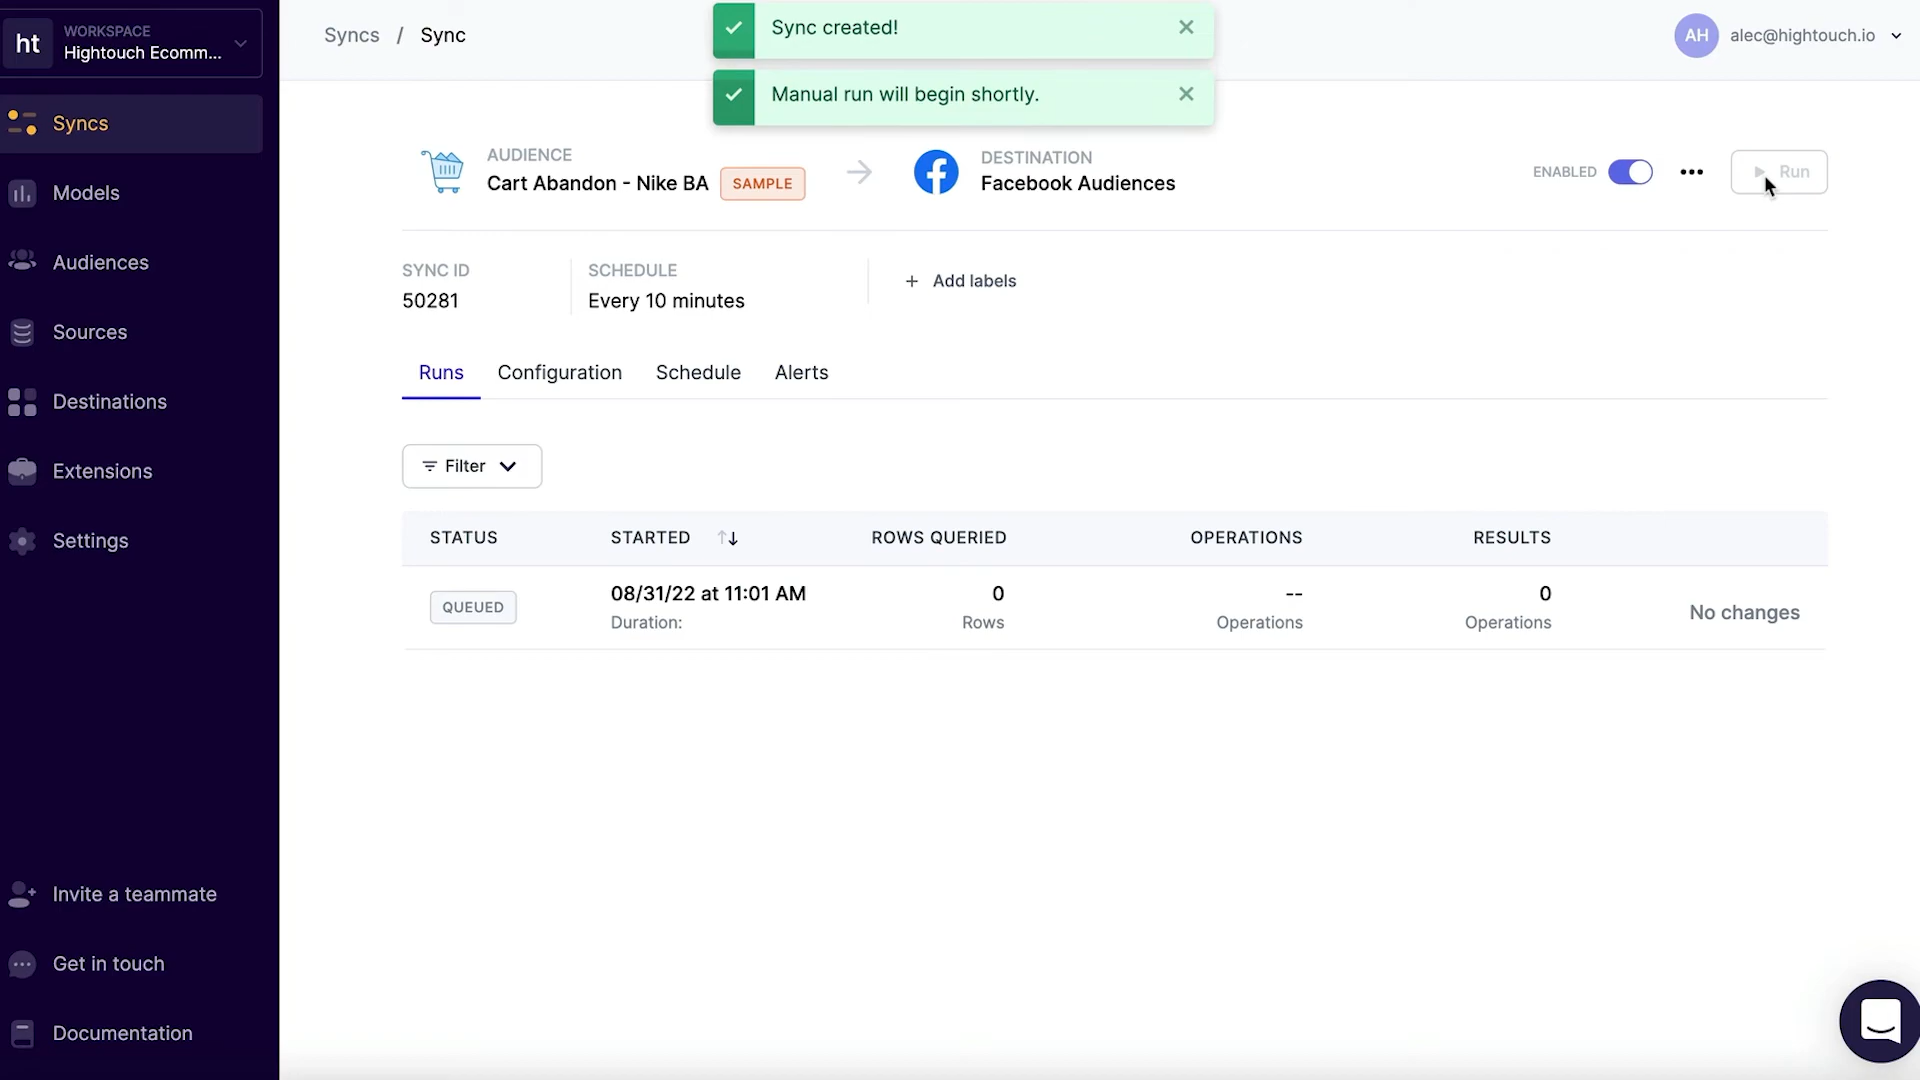 ht
WORKSPACE
Hightouch Ecomm...
Syncs
Models
Audiences
Sources
Destinations
Extensions
Settings
Invite a teammate
Get in touch
Documentation
Syncs / Sync
Sync created!
Manual run will begin shortly.
AH alec@hightouch.io
AUDIENCE
Cart Abandon - Nike BA SAMPLE
DESTINATION
Facebook Audiences
ENABLED
Run
SYNC ID
50281
SCHEDULE
Every 10 minutes
+ Add labels
Runs Configuration Schedule Alerts
Filter
STATUS STARTED ROWS QUERIED OPERATIONS RESULTS
QUEUED
08/31/22 at 11:01 AM 0 -- 0
Duration: Rows Operations Operations
No changes